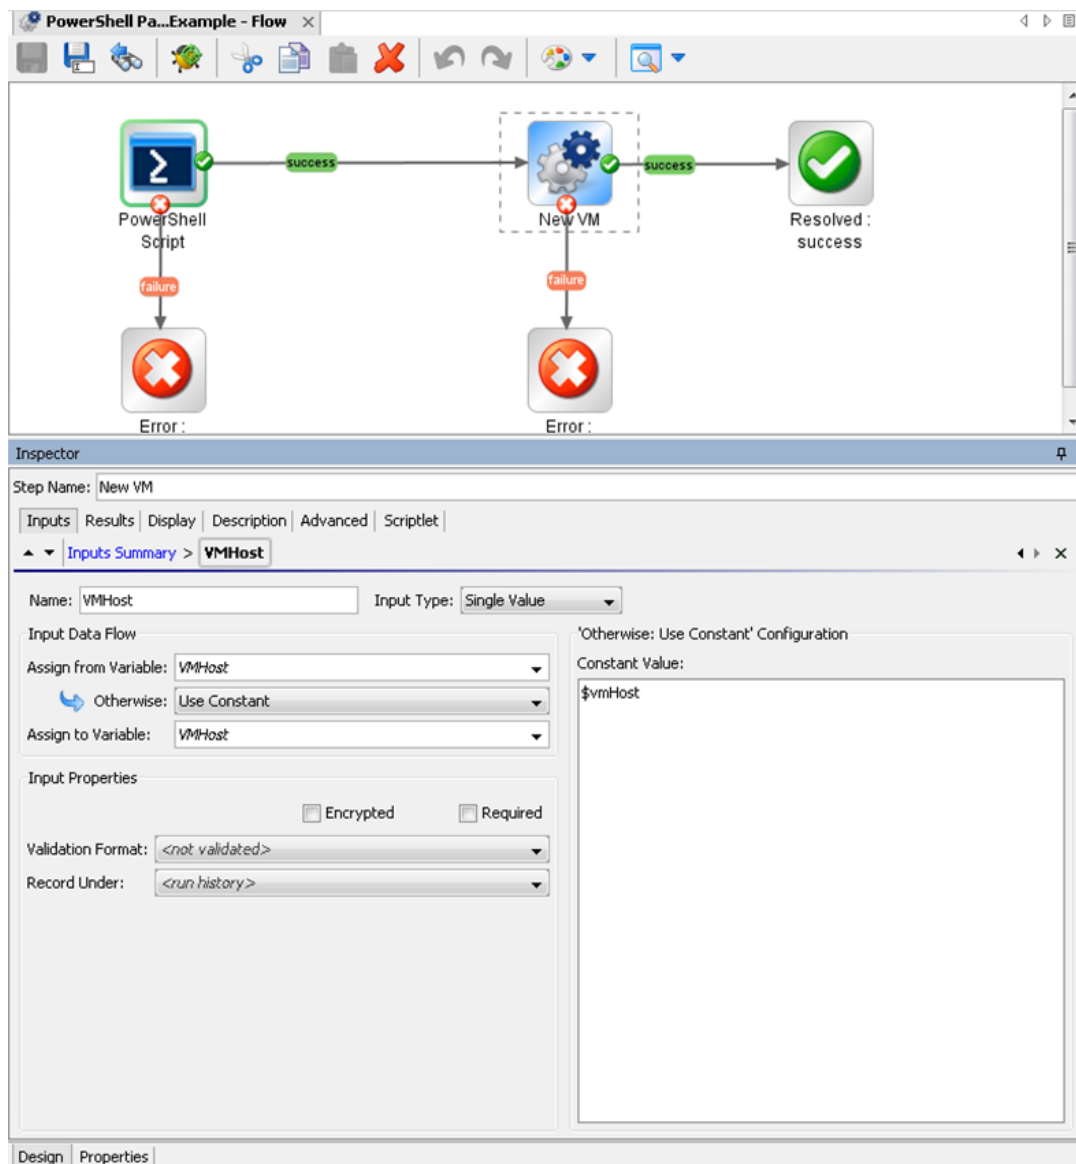 PowerShell Pa...Example - Flow
success
success
PowerShell
Script
New VM
Resolved :
success
failure
failure
Error :
Error :
Inspector
Step Name: New VM
Inputs Results Display Description Advanced Scriptlet
Inputs Summary > VMHost
Name: VMHost Input Type: Single Value
Input Data Flow 'Otherwise: Use Constant' Configuration
Assign from Variable: VMHost Constant Value:
Otherwise: Use Constant $vmHost
Assign to Variable: VMHost
Input Properties
Encrypted Required
Validation Format: <not validated>
Record Under: <run history>
Design Properties